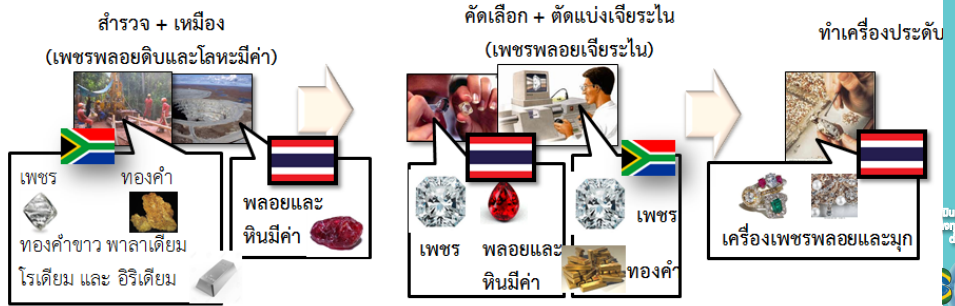 สำรวจ + เหมือง
(เพชรพลอยดิบและโลหะมีค่า)
คัดเลือก + ตัดแบ่งเจียระไน
(เพชรพลอยเจียระไน)
ทำเครื่องประดับ
เพชร
ทองคำ
ทองคำขาว พาลาเดียม
โรเดียม และ อิริเดียม
พลอยและ
หินมีค่า
เพชร
พลอยและ
หินมีค่า
เพชร
ทองคำ
เครื่องเพชรพลอยและมุก